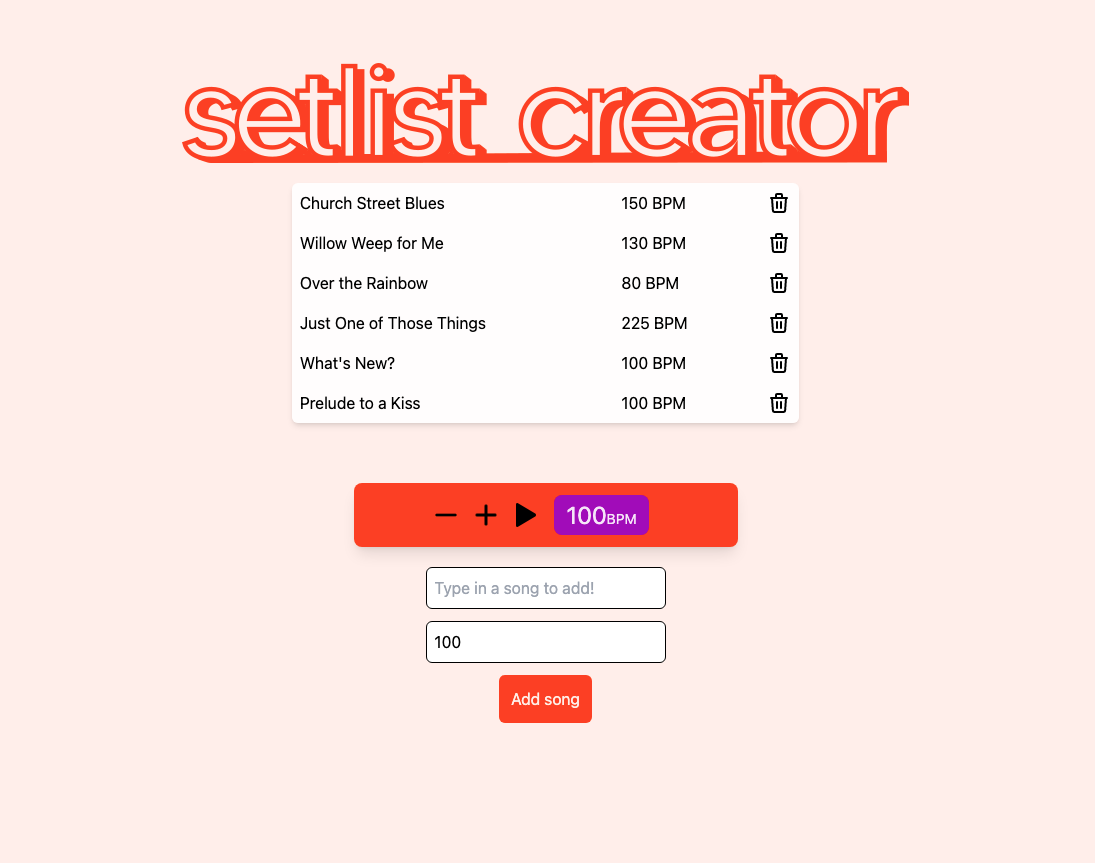 setlist creator
Church Street Blues 150 BPM
Willow Weep for Me 130 BPM
Over the Rainbow 80 BPM
Just One of Those Things 225 BPM
What's New? 100 BPM
Prelude to a Kiss 100 BPM
100BPM
Type in a song to add!
100
Add song